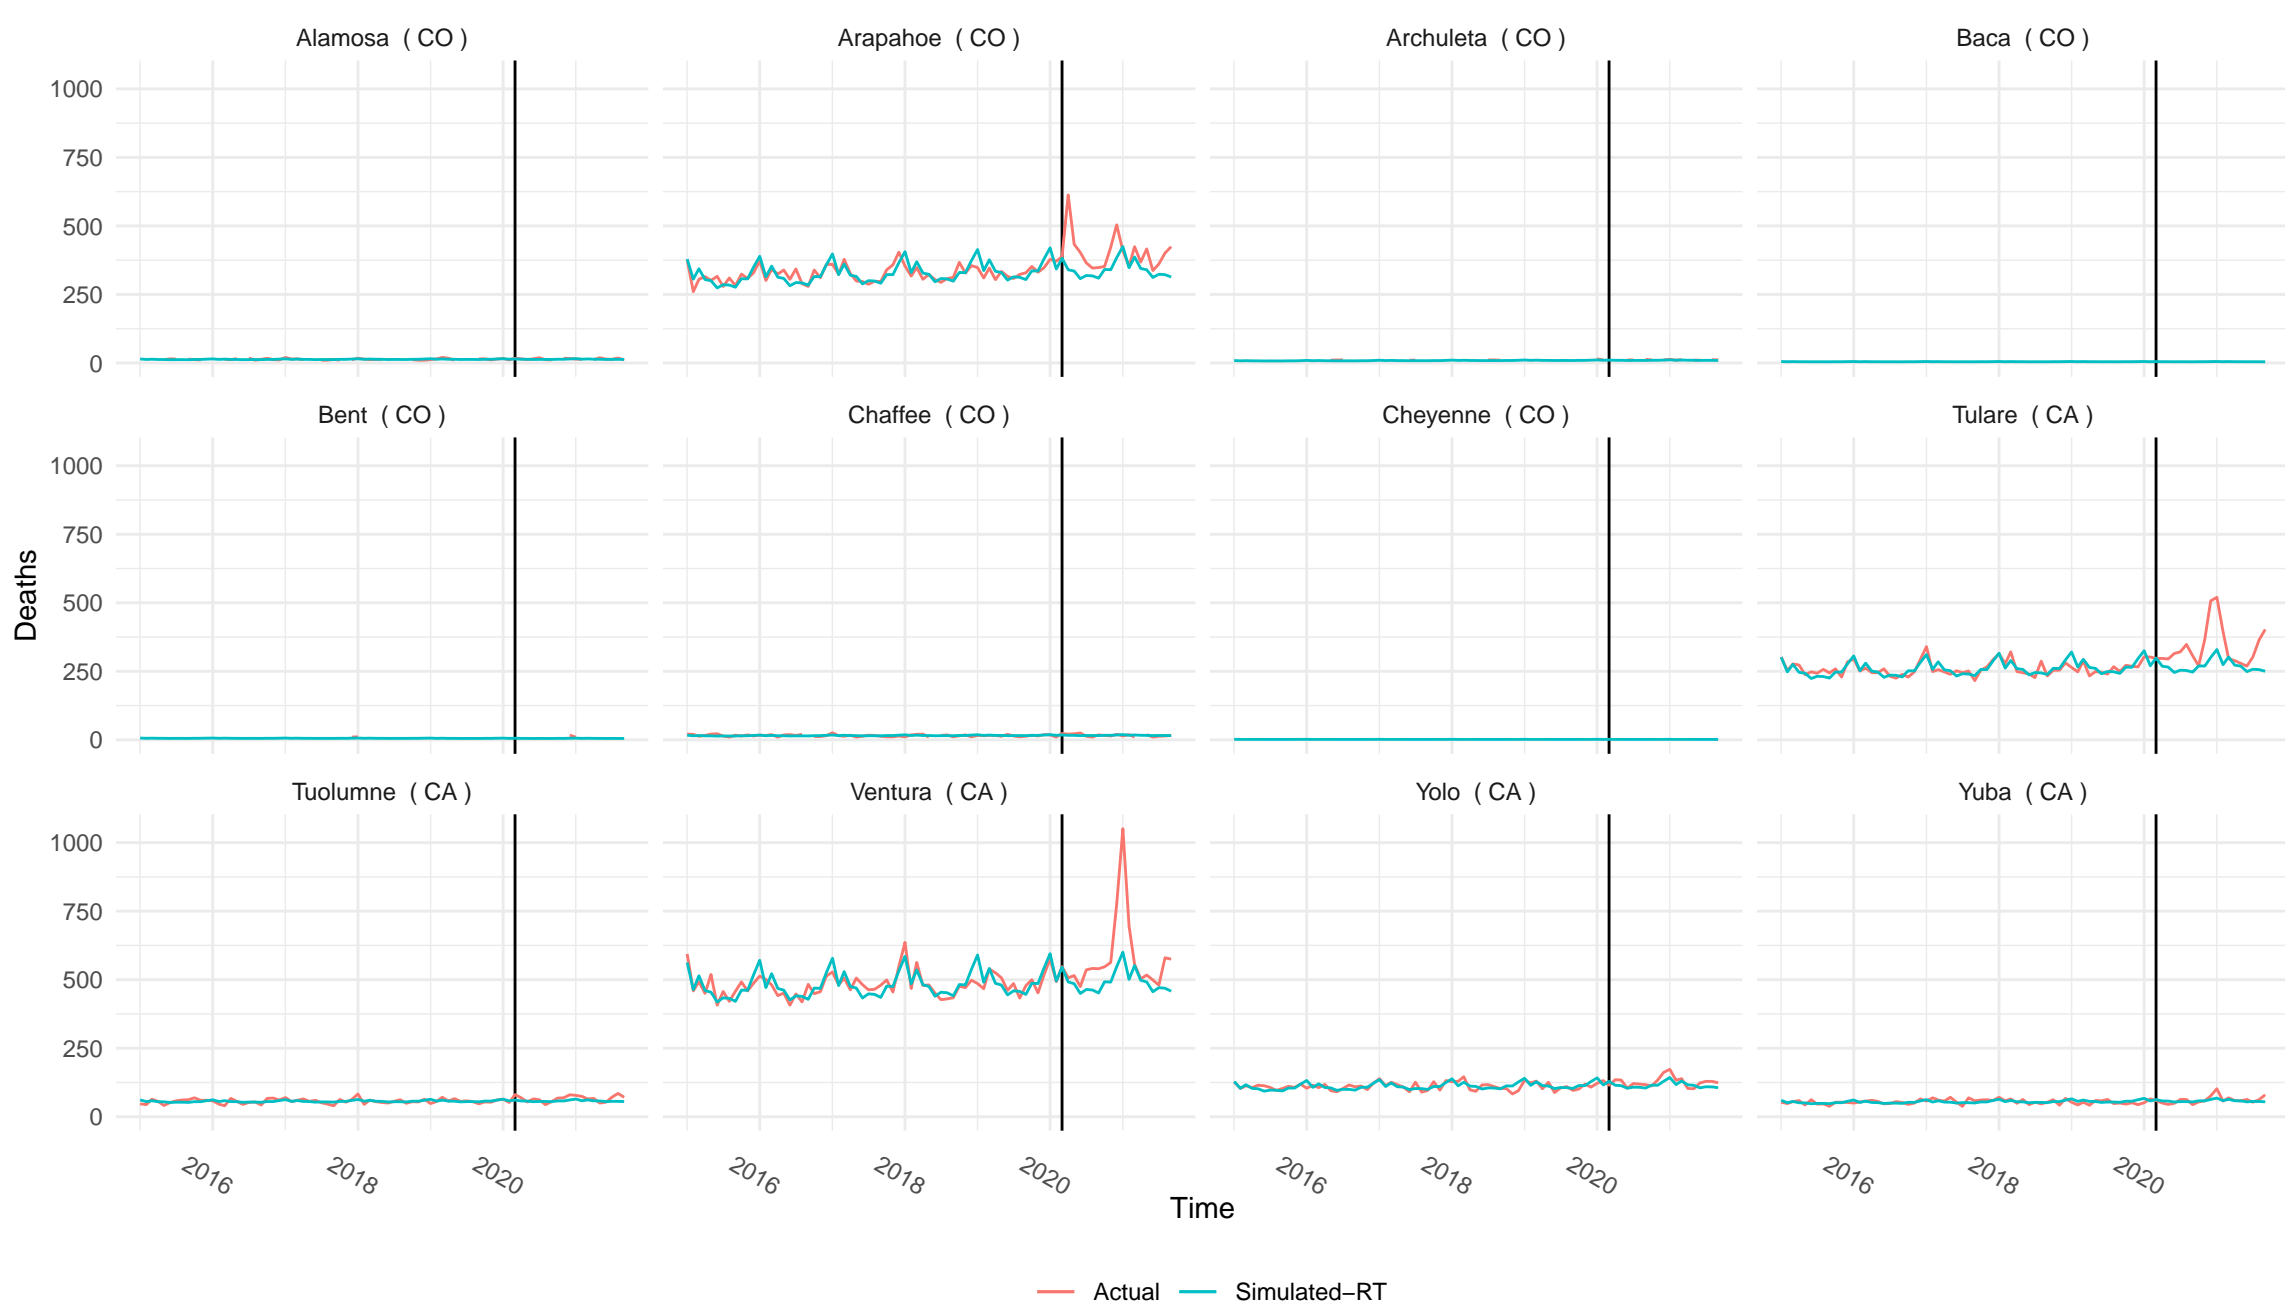 Alamosa ( CO )
Arapahoe ( CO )
Archuleta ( CO )
Baca ( CO )
1000
750
500
250
0
Bent ( CO )
Chaffee ( CO )
Cheyenne ( CO )
Tulare ( CA )
1000
750
500
250
0
Deaths
Tuolumne ( CA )
Ventura ( CA )
Yolo ( CA )
Yuba ( CA )
1000
750
500
250
0
2016 2018 2020
2016 2018 2020
2016 2018 2020
2016 2018 2020
Time
Actual
Simulated−RT